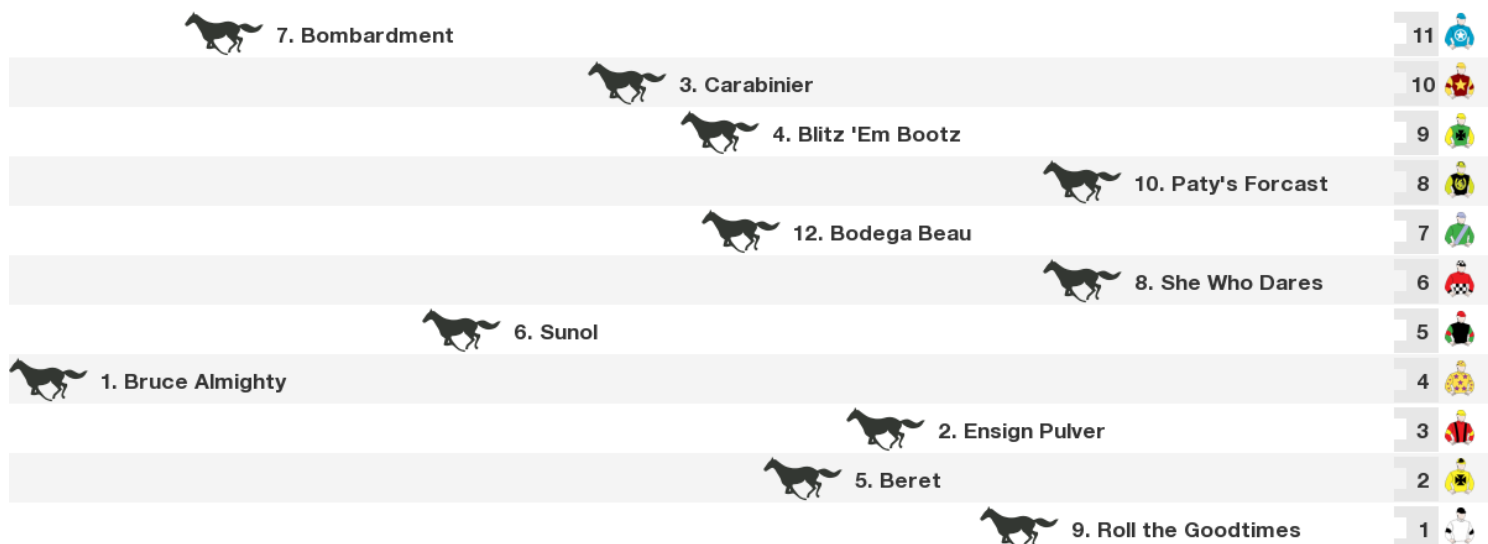 7. Bombardment 11
3. Carabinier 10
4. Blitz 'Em Bootz 9
10. Paty's Forcast 8
12. Bodega Beau 7
8. She Who Dares 6
6. Sunol 5
1. Bruce Almighty 4
2. Ensign Pulver 3
5. Beret 2
9. Roll the Goodtimes 1